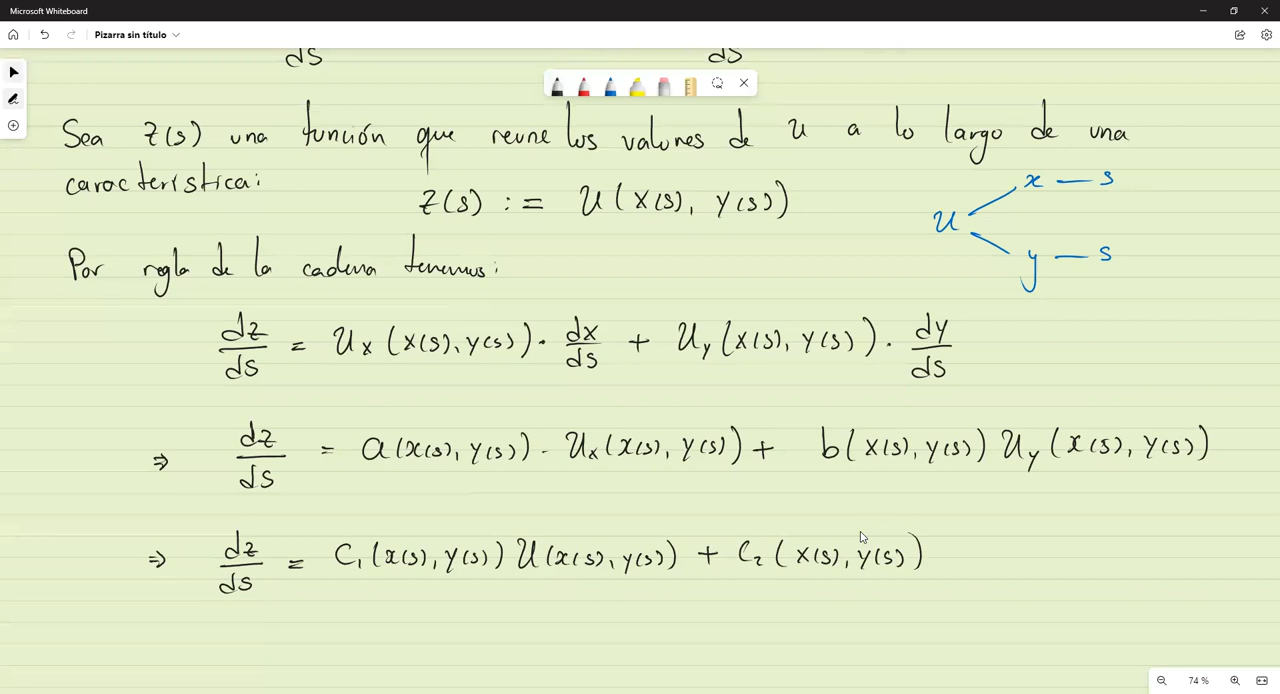 Microsoft Whiteboard
Pizarra sin título
ds ds
Sea z(s) una función que reune los valores de u a lo largo de una
característica:
z(s) := u(x(s), y(s))
u x — s
y — s
Por regla de la cadena tenemos:
dz/ds = u_x(x(s), y(s)) · dx/ds + u_y(x(s), y(s)) · dy/ds
⇒ dz/ds = a(x(s), y(s)) · u_x(x(s), y(s)) + b(x(s), y(s)) u_y(x(s), y(s))
⇒ dz/ds = C₁(x(s), y(s)) u(x(s), y(s)) + C₂(x(s), y(s))
74 %